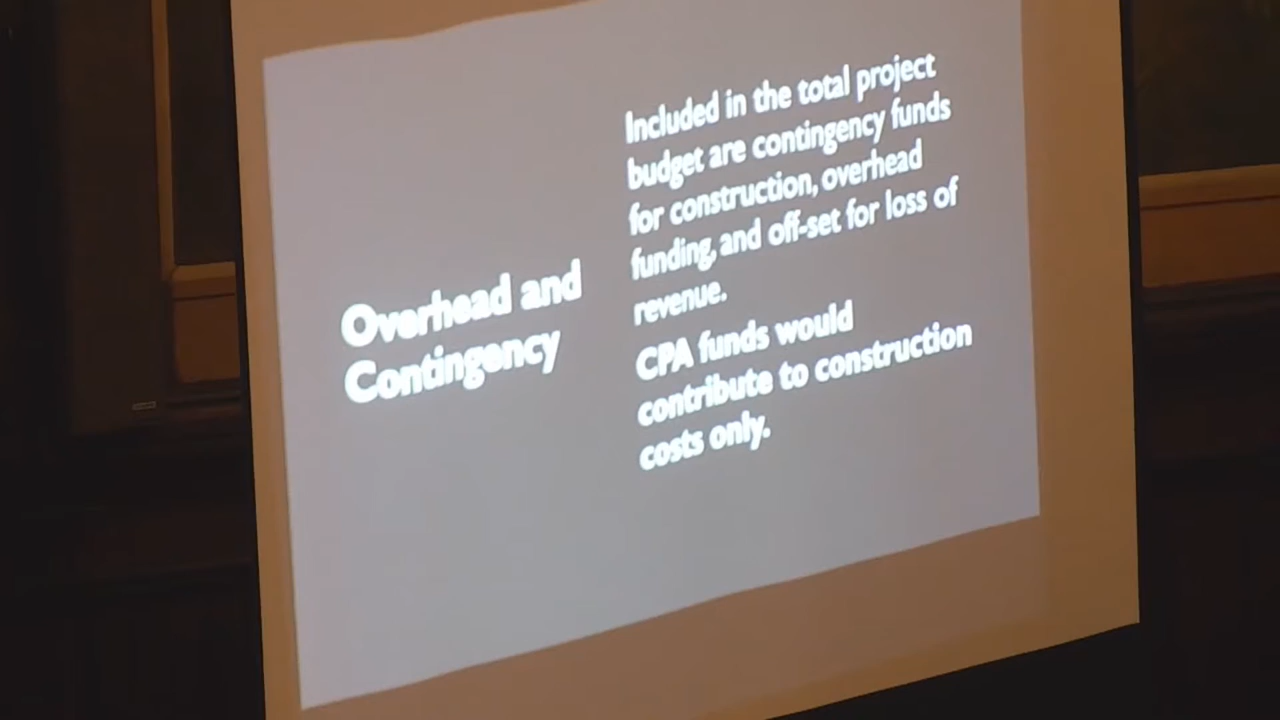 Overhead and
Contingency
Included in the total project
budget are contingency funds
for construction, overhead
funding, and off-set for loss of
revenue.
CPA funds would
contribute to construction
costs only.